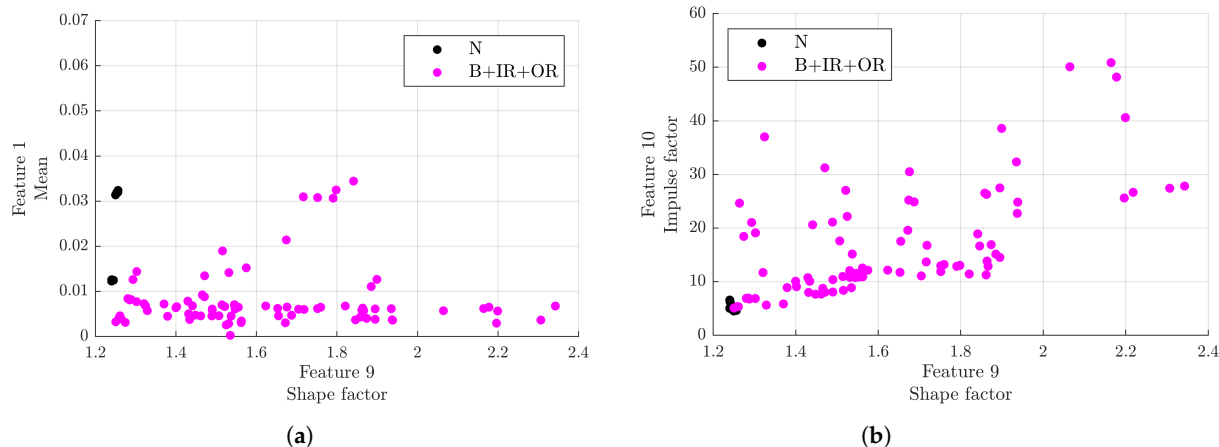 0.07
0.06
0.05
0.04
0.03
0.02
0.01
0
1.2
1.4
1.6
1.8
2
2.2
2.4
Feature 1
Mean
Feature 9
Shape factor
N
B+IR+OR
(a)
60
50
40
30
20
10
0
1.2
1.4
1.6
1.8
2
2.2
2.4
Feature 10
Impulse factor
Feature 9
Shape factor
N
B+IR+OR
(b)